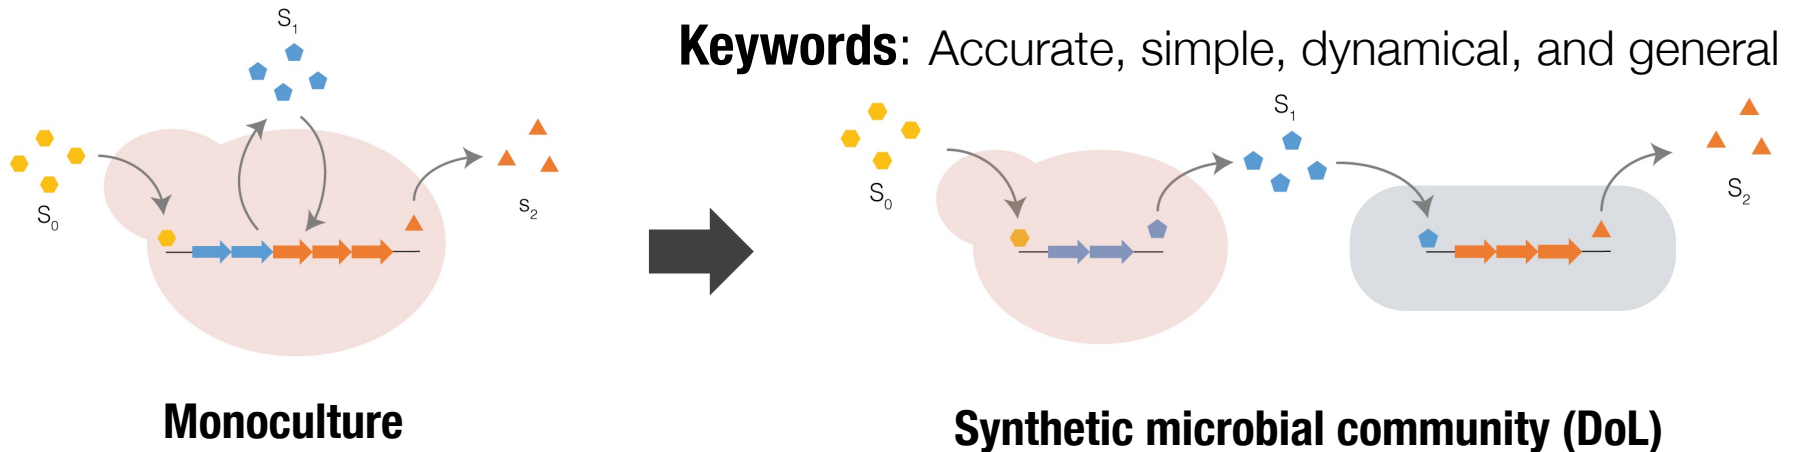 S1
Keywords: Accurate, simple, dynamical, and general
S0
s2
S0
S1
S2
Monoculture
Synthetic microbial community (DoL)